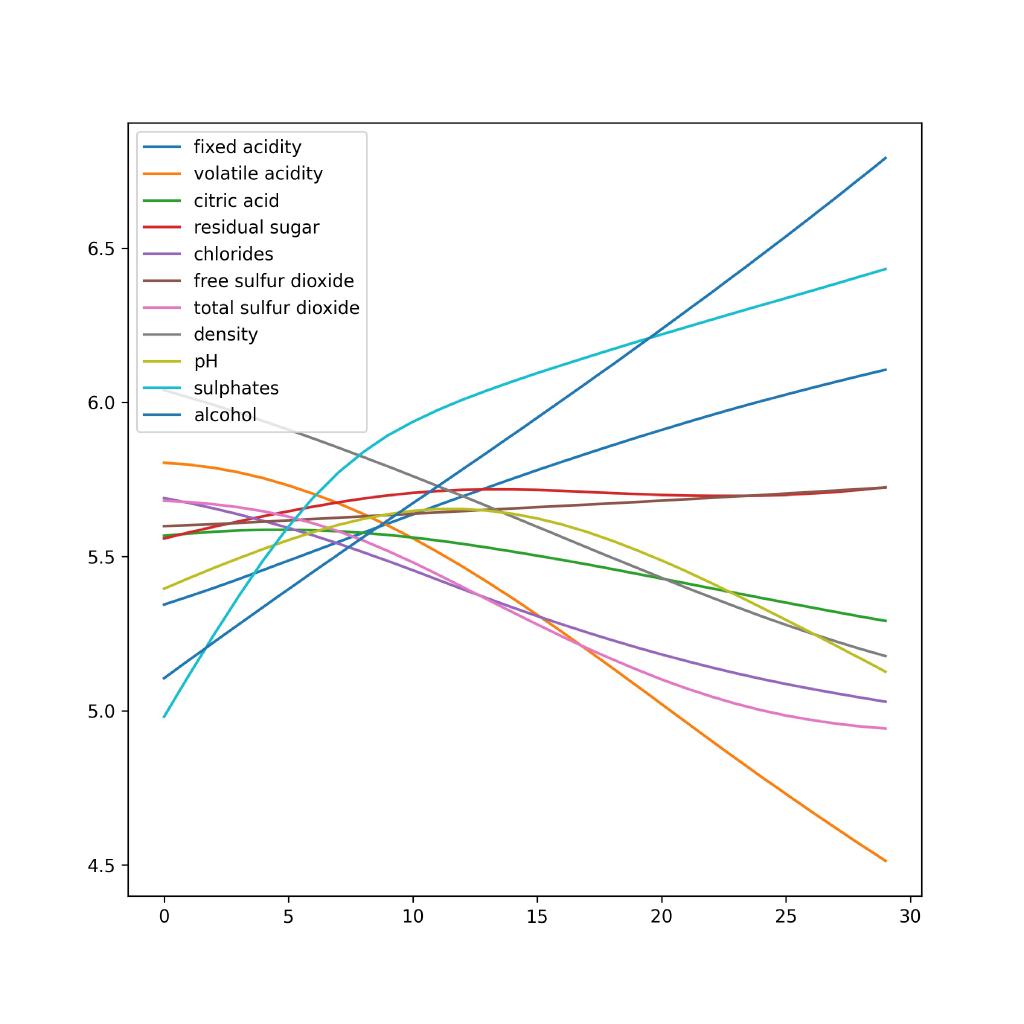 fixed acidity
volatile acidity
citric acid
residual sugar
chlorides
free sulfur dioxide
total sulfur dioxide
density
pH
sulphates
alcohol
6.5
6.0
5.5
5.0
4.5
0 5 10 15 20 25 30